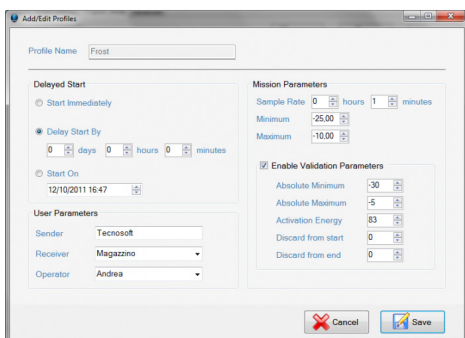 Add/Edit Profiles
Profile Name Frost
Delayed Start
Start Immediately
Delay Start By
0 days 0 hours 0 minutes
Start On
12/10/2011 16:47
User Parameters
Sender Tecnosoft
Receiver Magazzino
Operator Andrea
Mission Parameters
Sample Rate 0 hours 1 minutes
Minimum -25,00
Maximum -10,00
Enable Validation Parameters
Absolute Minimum -30
Absolute Maximum -5
Activation Energy 83
Discard from start 0
Discard from end 0
Cancel Save